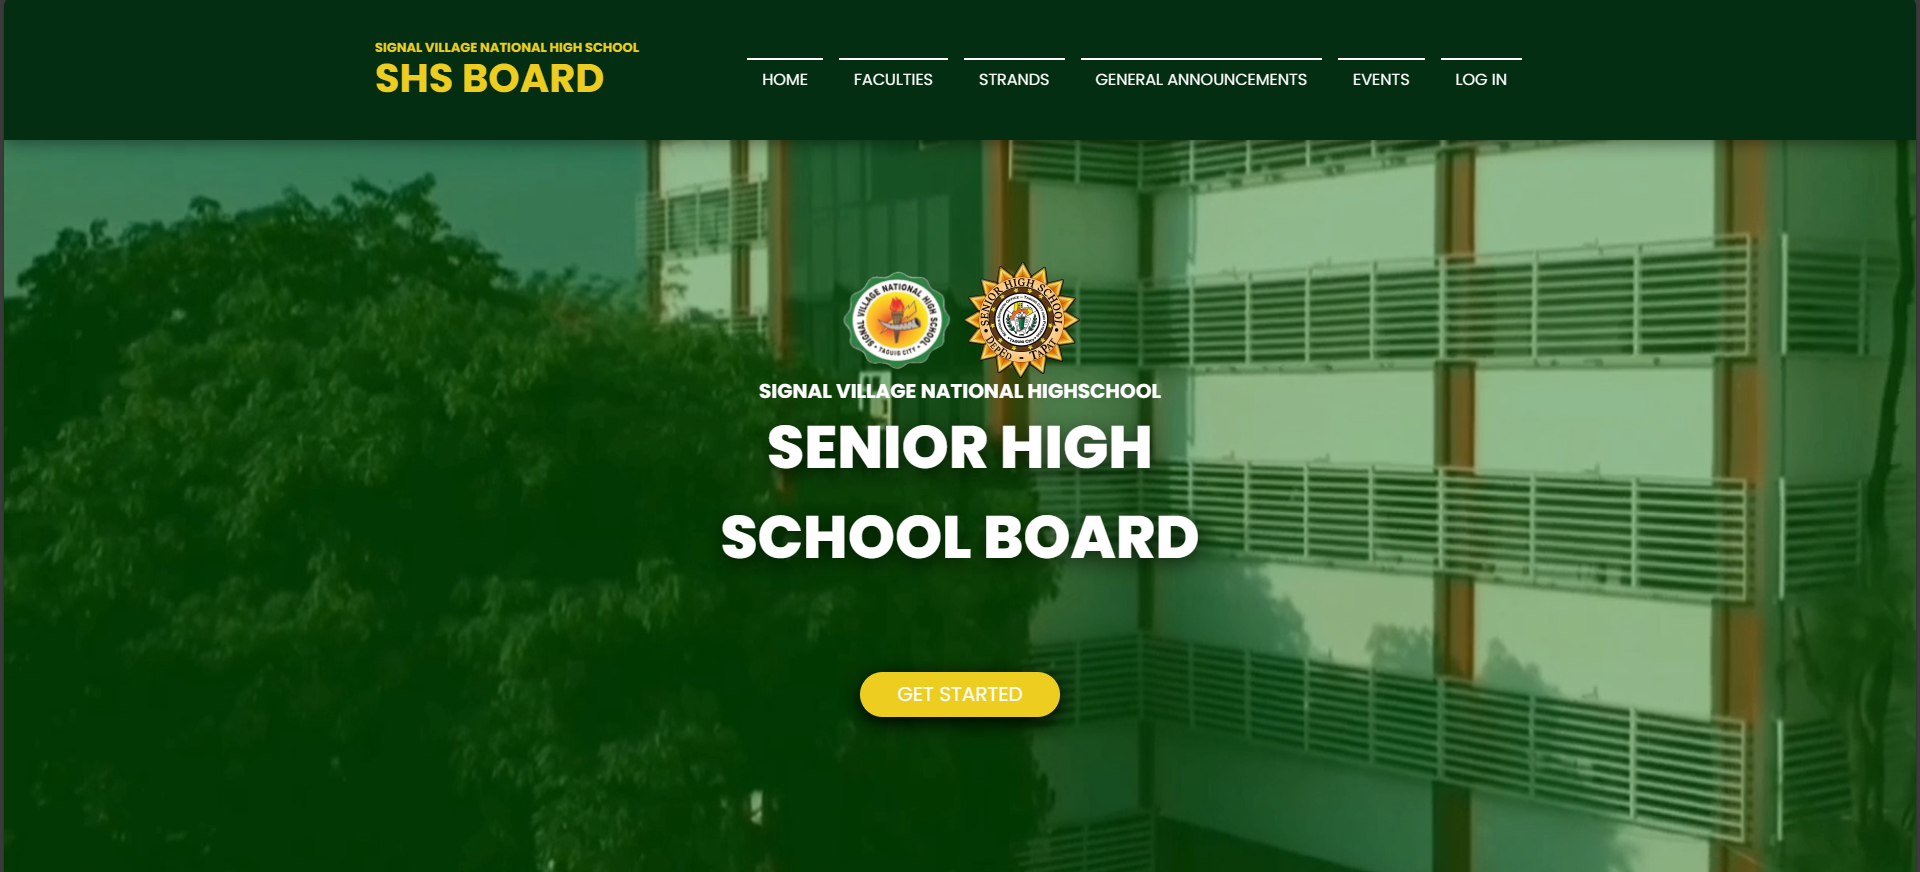 SIGNAL VILLAGE NATIONAL HIGH SCHOOL
SHS BOARD
HOME
FACULTIES
STRANDS
GENERAL ANNOUNCEMENTS
EVENTS
LOG IN
SIGNAL VILLAGE NATIONAL HIGH SCHOOL
• TAGUIG CITY •
SENIOR HIGH SCHOOL
• DepEd - TaPat •
SIGNAL VILLAGE NATIONAL HIGHSCHOOL
SENIOR HIGH
SCHOOL BOARD
GET STARTED